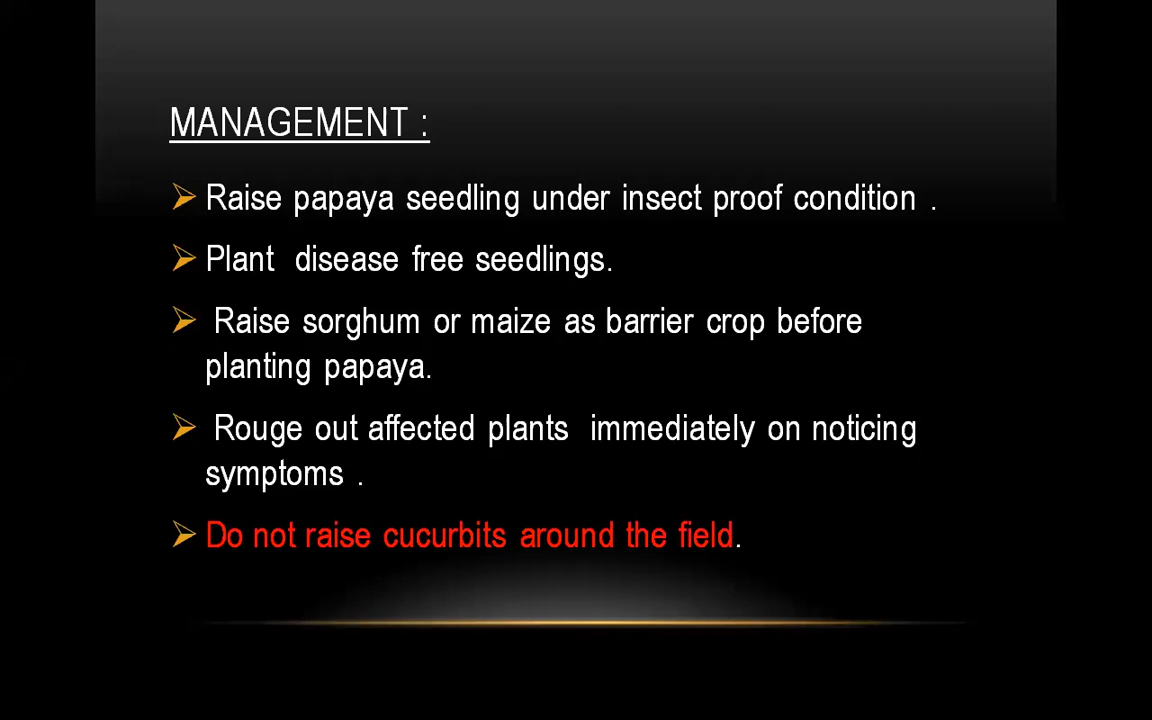 MANAGEMENT :
Raise papaya seedling under insect proof condition .
Plant disease free seedlings.
Raise sorghum or maize as barrier crop before
planting papaya.
Rouge out affected plants immediately on noticing
symptoms .
Do not raise cucurbits around the field.